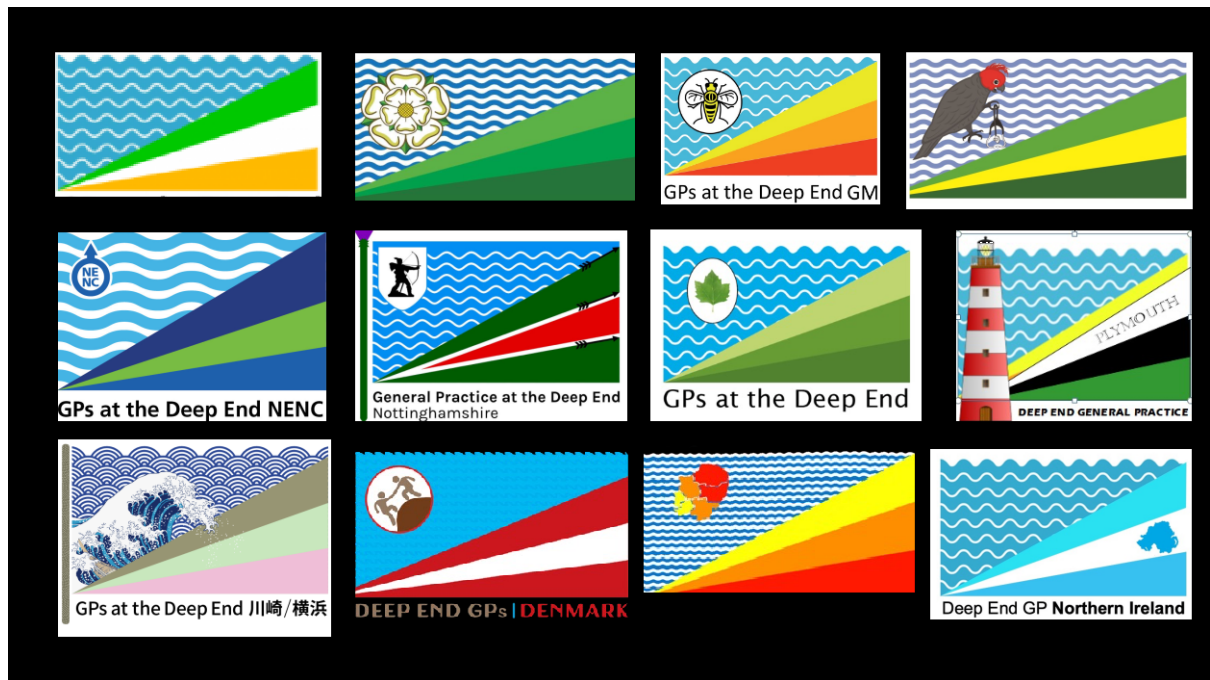 GPs at the Deep End GM
NE
NC
GPs at the Deep End NENC
General Practice at the Deep End
Nottinghamshire
GPs at the Deep End
PLYMOUTH
DEEP END GENERAL PRACTICE
GPs at the Deep End 川崎/横浜
DEEP END GPs | DENMARK
Deep End GP Northern Ireland